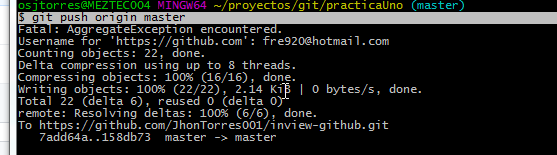 osjtorres@MEZTECO04 MINGW64 ~/proyectos/git/practicaUno (master)
$ git push origin master
Fatal: AggregateException encountered.
Username for 'https://github.com': fre920@hotmail.com
Counting objects: 22, done.
Delta compression using up to 8 threads.
Compressing objects: 100% (16/16), done.
Writing objects: 100% (22/22), 2.14 KiB | 0 bytes/s, done.
Total 22 (delta 6), reused 0 (delta 0)
remote: Resolving deltas: 100% (6/6), done.
To https://github.com/JhonTorres001/inview-github.git
   7add64a..158db73  master -> master